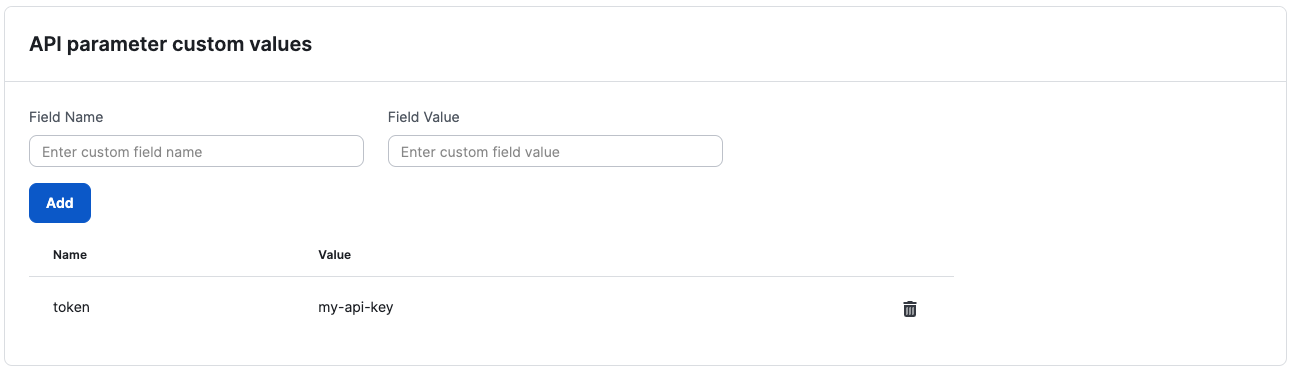 API parameter custom values
Field Name Field Value
Enter custom field name Enter custom field value
Add
Name Value
token my-api-key